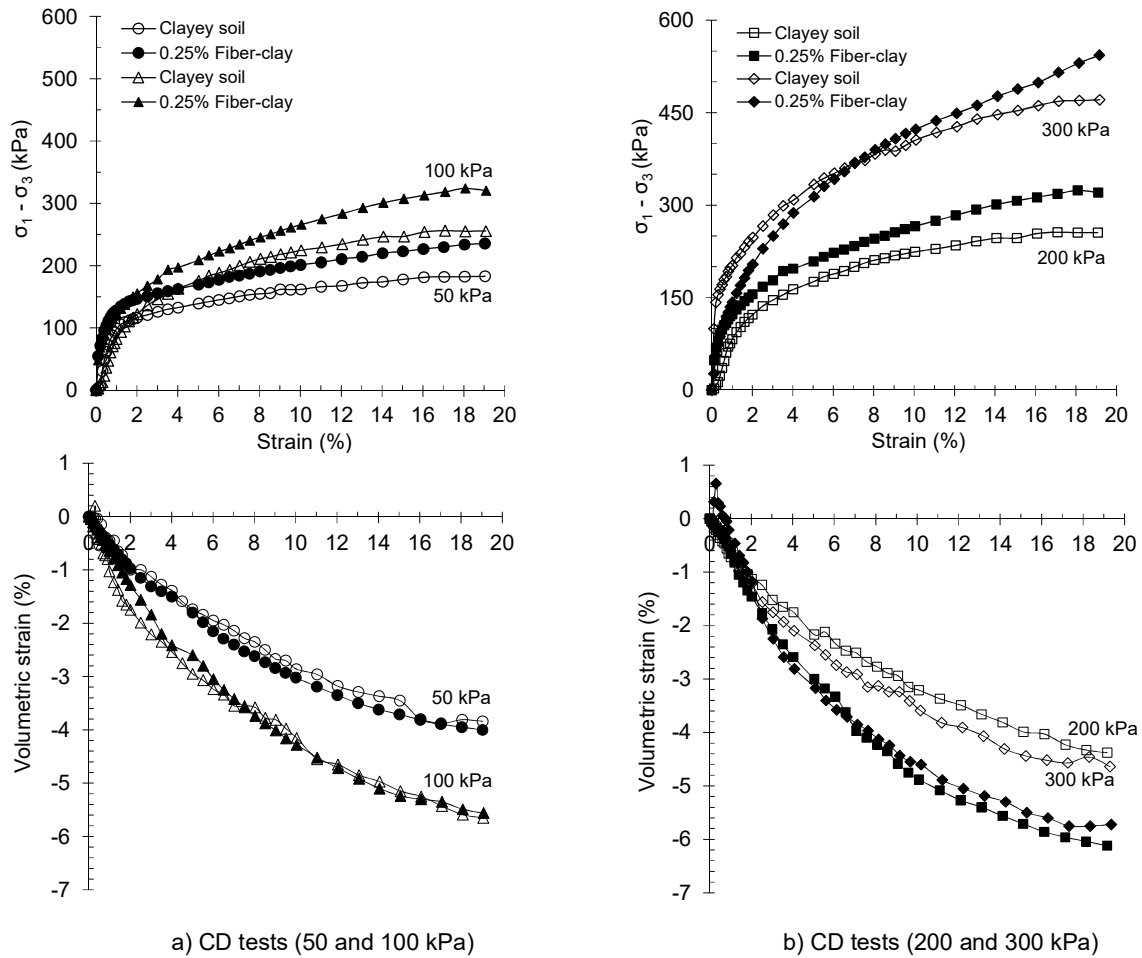 600
500
400
300
200
100
0
σ1 - σ3 (kPa)
Clayey soil
0.25% Fiber-clay
Clayey soil
0.25% Fiber-clay
100 kPa
50 kPa
0 2 4 6 8 10 12 14 16 18 20
Strain (%)
600
450
300
150
0
σ1 - σ3 (kPa)
Clayey soil
0.25% Fiber-clay
Clayey soil
0.25% Fiber-clay
300 kPa
200 kPa
0 2 4 6 8 10 12 14 16 18 20
Strain (%)
1
0
-1
-2
-3
-4
-5
-6
-7
Volumetric strain (%)
0 2 4 6 8 10 12 14 16 18 20
50 kPa
100 kPa
1
0
-1
-2
-3
-4
-5
-6
-7
Volumetric strain (%)
0 2 4 6 8 10 12 14 16 18 20
200 kPa
300 kPa
a) CD tests (50 and 100 kPa)
b) CD tests (200 and 300 kPa)